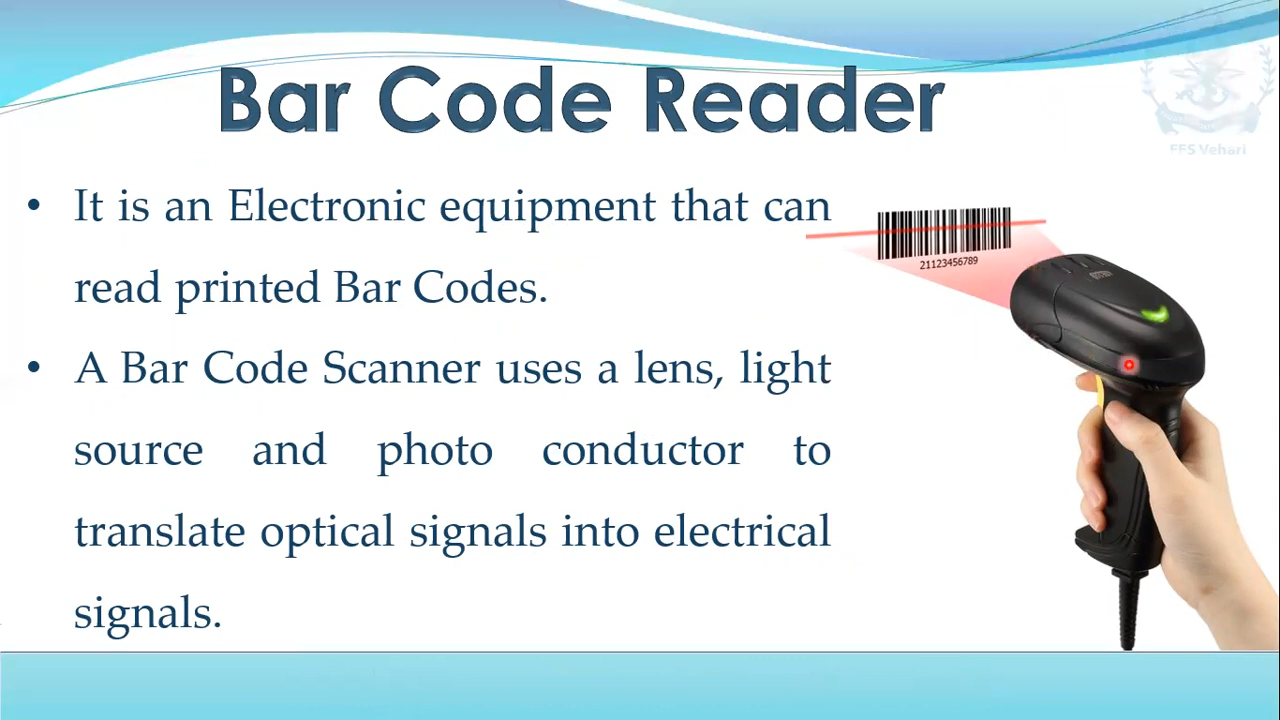 Bar Code Reader
FFS Vehari
• It is an Electronic equipment that can
read printed Bar Codes.
• A Bar Code Scanner uses a lens, light
source and photo conductor to
translate optical signals into electrical
signals.
21123456789